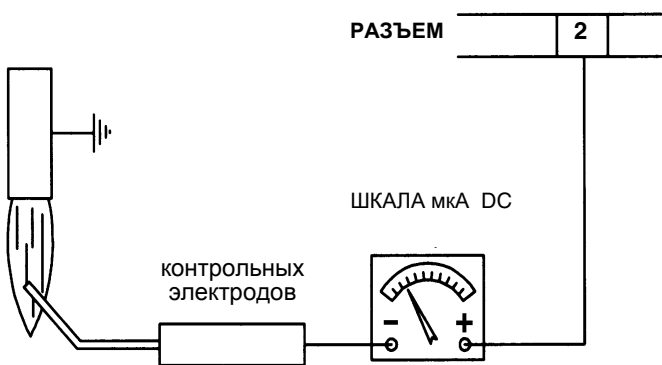 РАЗЪЕМ 2
ШКАЛА мкА DC
контрольных
электродов
- +